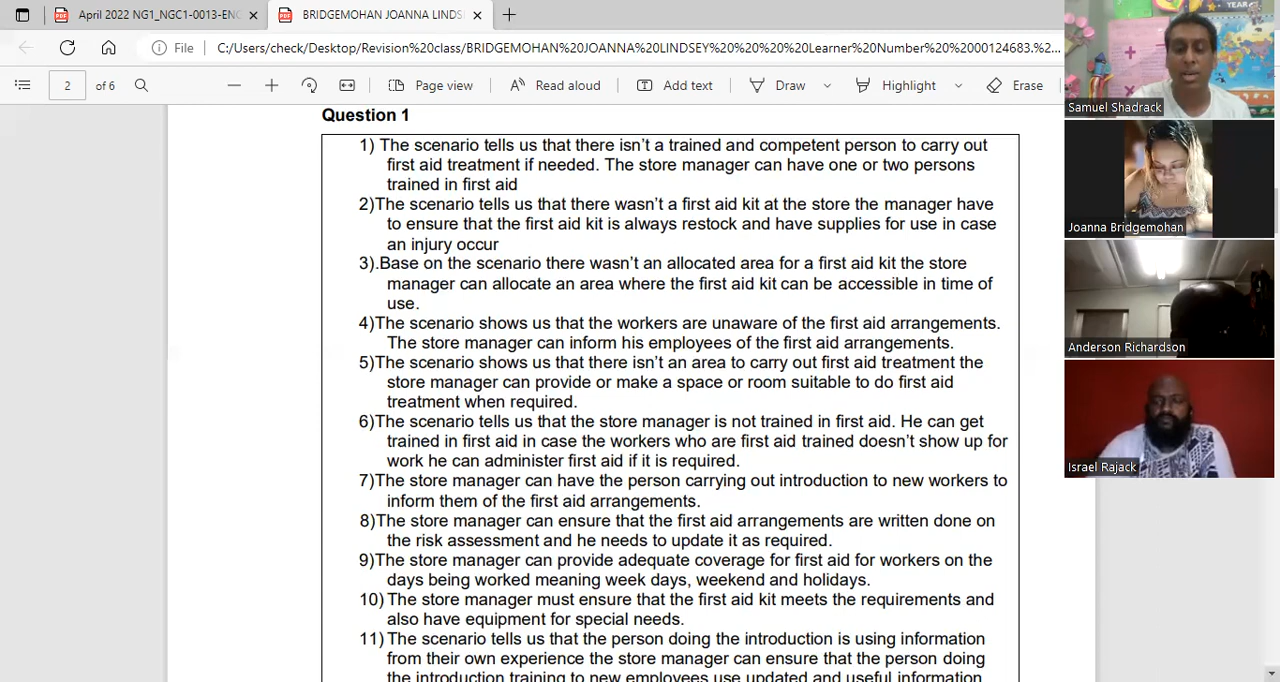 April 2022 NG1_NGC1-0013-ENG
BRIDGEMOHAN JOANNA LINDS
File
C:/Users/check/Desktop/Revision%20class/BRIDGEMOHAN%20JOANNA%20LINDSEY%20%20%20%20Learner%20Number%20%2000124683.%2...
2 of 6
Page view
Read aloud
Add text
Draw
Highlight
Erase
Question 1
1) The scenario tells us that there isn't a trained and competent person to carry out
first aid treatment if needed. The store manager can have one or two persons
trained in first aid
2)The scenario tells us that there wasn't a first aid kit at the store the manager have
to ensure that the first aid kit is always restock and have supplies for use in case
an injury occur
3).Base on the scenario there wasn't an allocated area for a first aid kit the store
manager can allocate an area where the first aid kit can be accessible in time of
use.
4)The scenario shows us that the workers are unaware of the first aid arrangements.
The store manager can inform his employees of the first aid arrangements.
5)The scenario shows us that there isn't an area to carry out first aid treatment the
store manager can provide or make a space or room suitable to do first aid
treatment when required.
6)The scenario tells us that the store manager is not trained in first aid. He can get
trained in first aid in case the workers who are first aid trained doesn't show up for
work he can administer first aid if it is required.
7)The store manager can have the person carrying out introduction to new workers to
inform them of the first aid arrangements.
8)The store manager can ensure that the first aid arrangements are written done on
the risk assessment and he needs to update it as required.
9)The store manager can provide adequate coverage for first aid for workers on the
days being worked meaning week days, weekend and holidays.
10) The store manager must ensure that the first aid kit meets the requirements and
also have equipment for special needs.
11) The scenario tells us that the person doing the introduction is using information
from their own experience the store manager can ensure that the person doing
the introduction training to new employees use updated and useful information
YEAR
Samuel Shadrack
Joanna Bridgemohan
Anderson Richardson
Israel Rajack